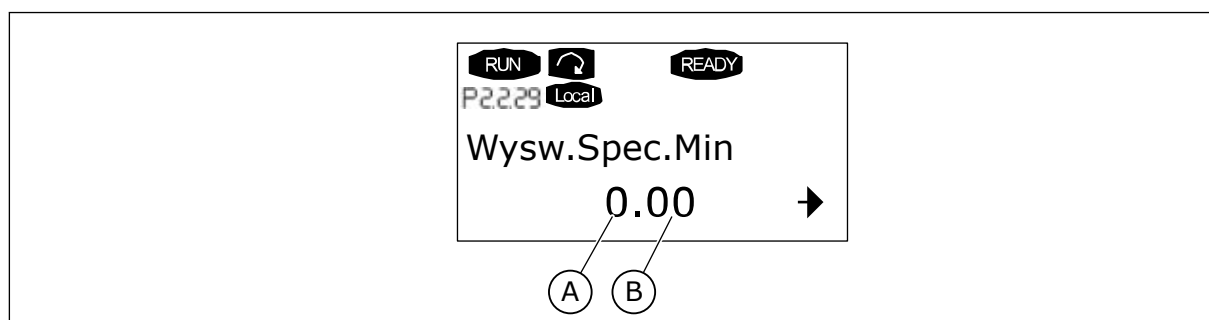 RUN READY
P2.2.29 Local
Wysw.Spec.Min
0.00
A B